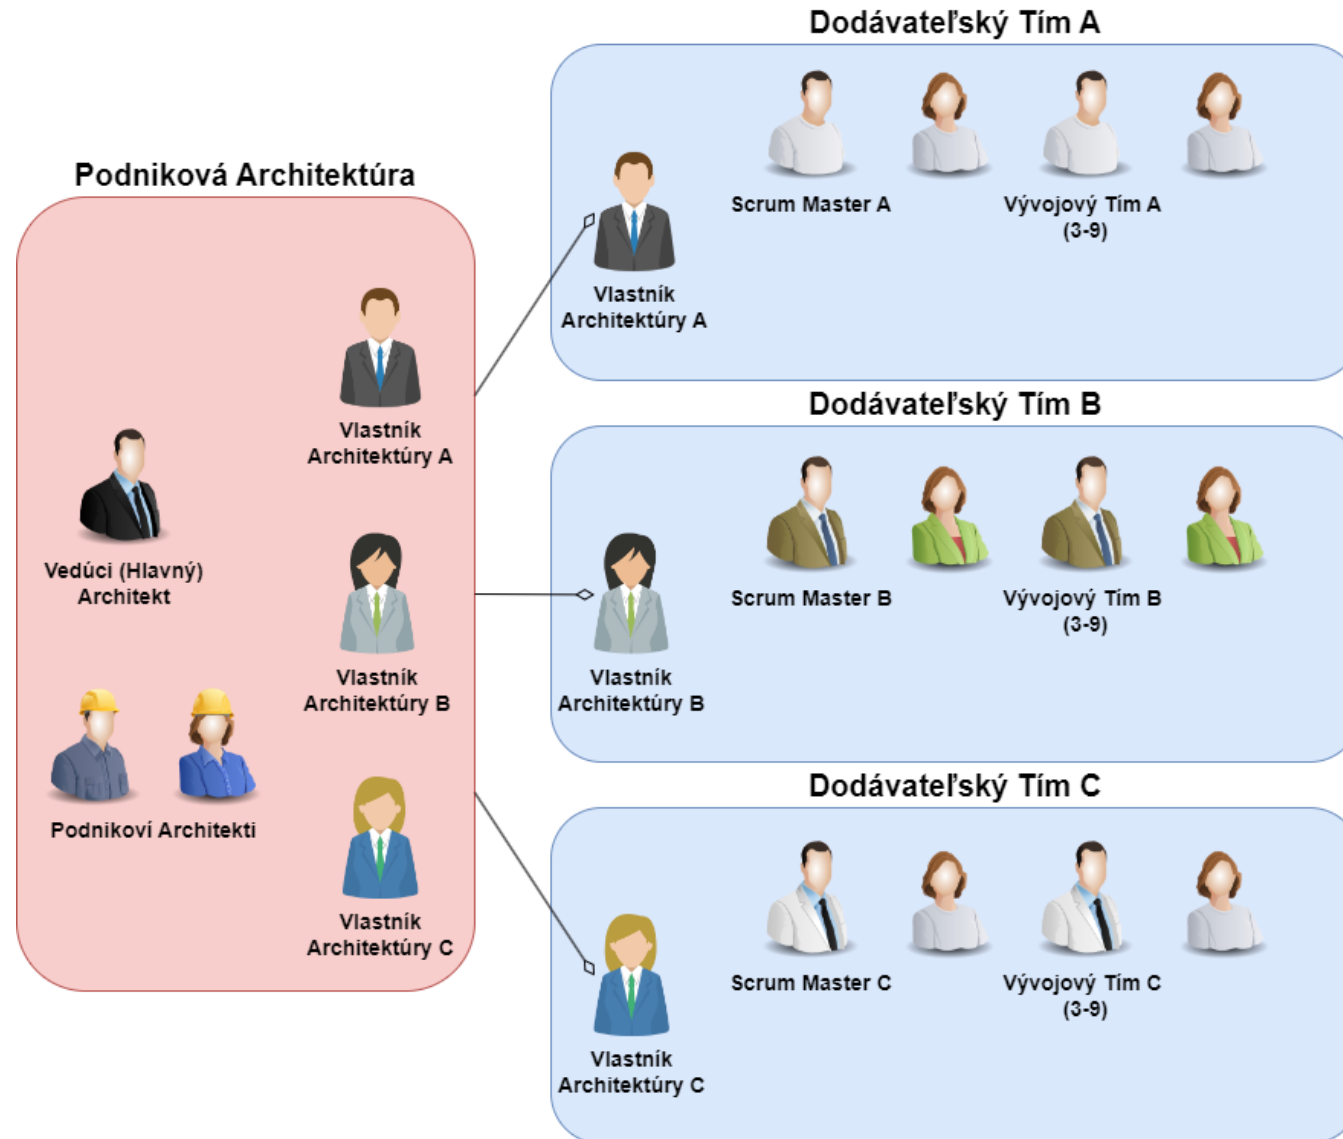 Podniková Architektúra
Vlastník
Architektúry A
Vedúci (Hlavný)
Architekt
Vlastník
Architektúry B
Podnikoví Architekti
Vlastník
Architektúry C
Dodávateľský Tím A
Vlastník
Architektúry A
Scrum Master A
Vývojový Tím A
(3-9)
Dodávateľský Tím B
Vlastník
Architektúry B
Scrum Master B
Vývojový Tím B
(3-9)
Dodávateľský Tím C
Vlastník
Architektúry C
Scrum Master C
Vývojový Tím C
(3-9)